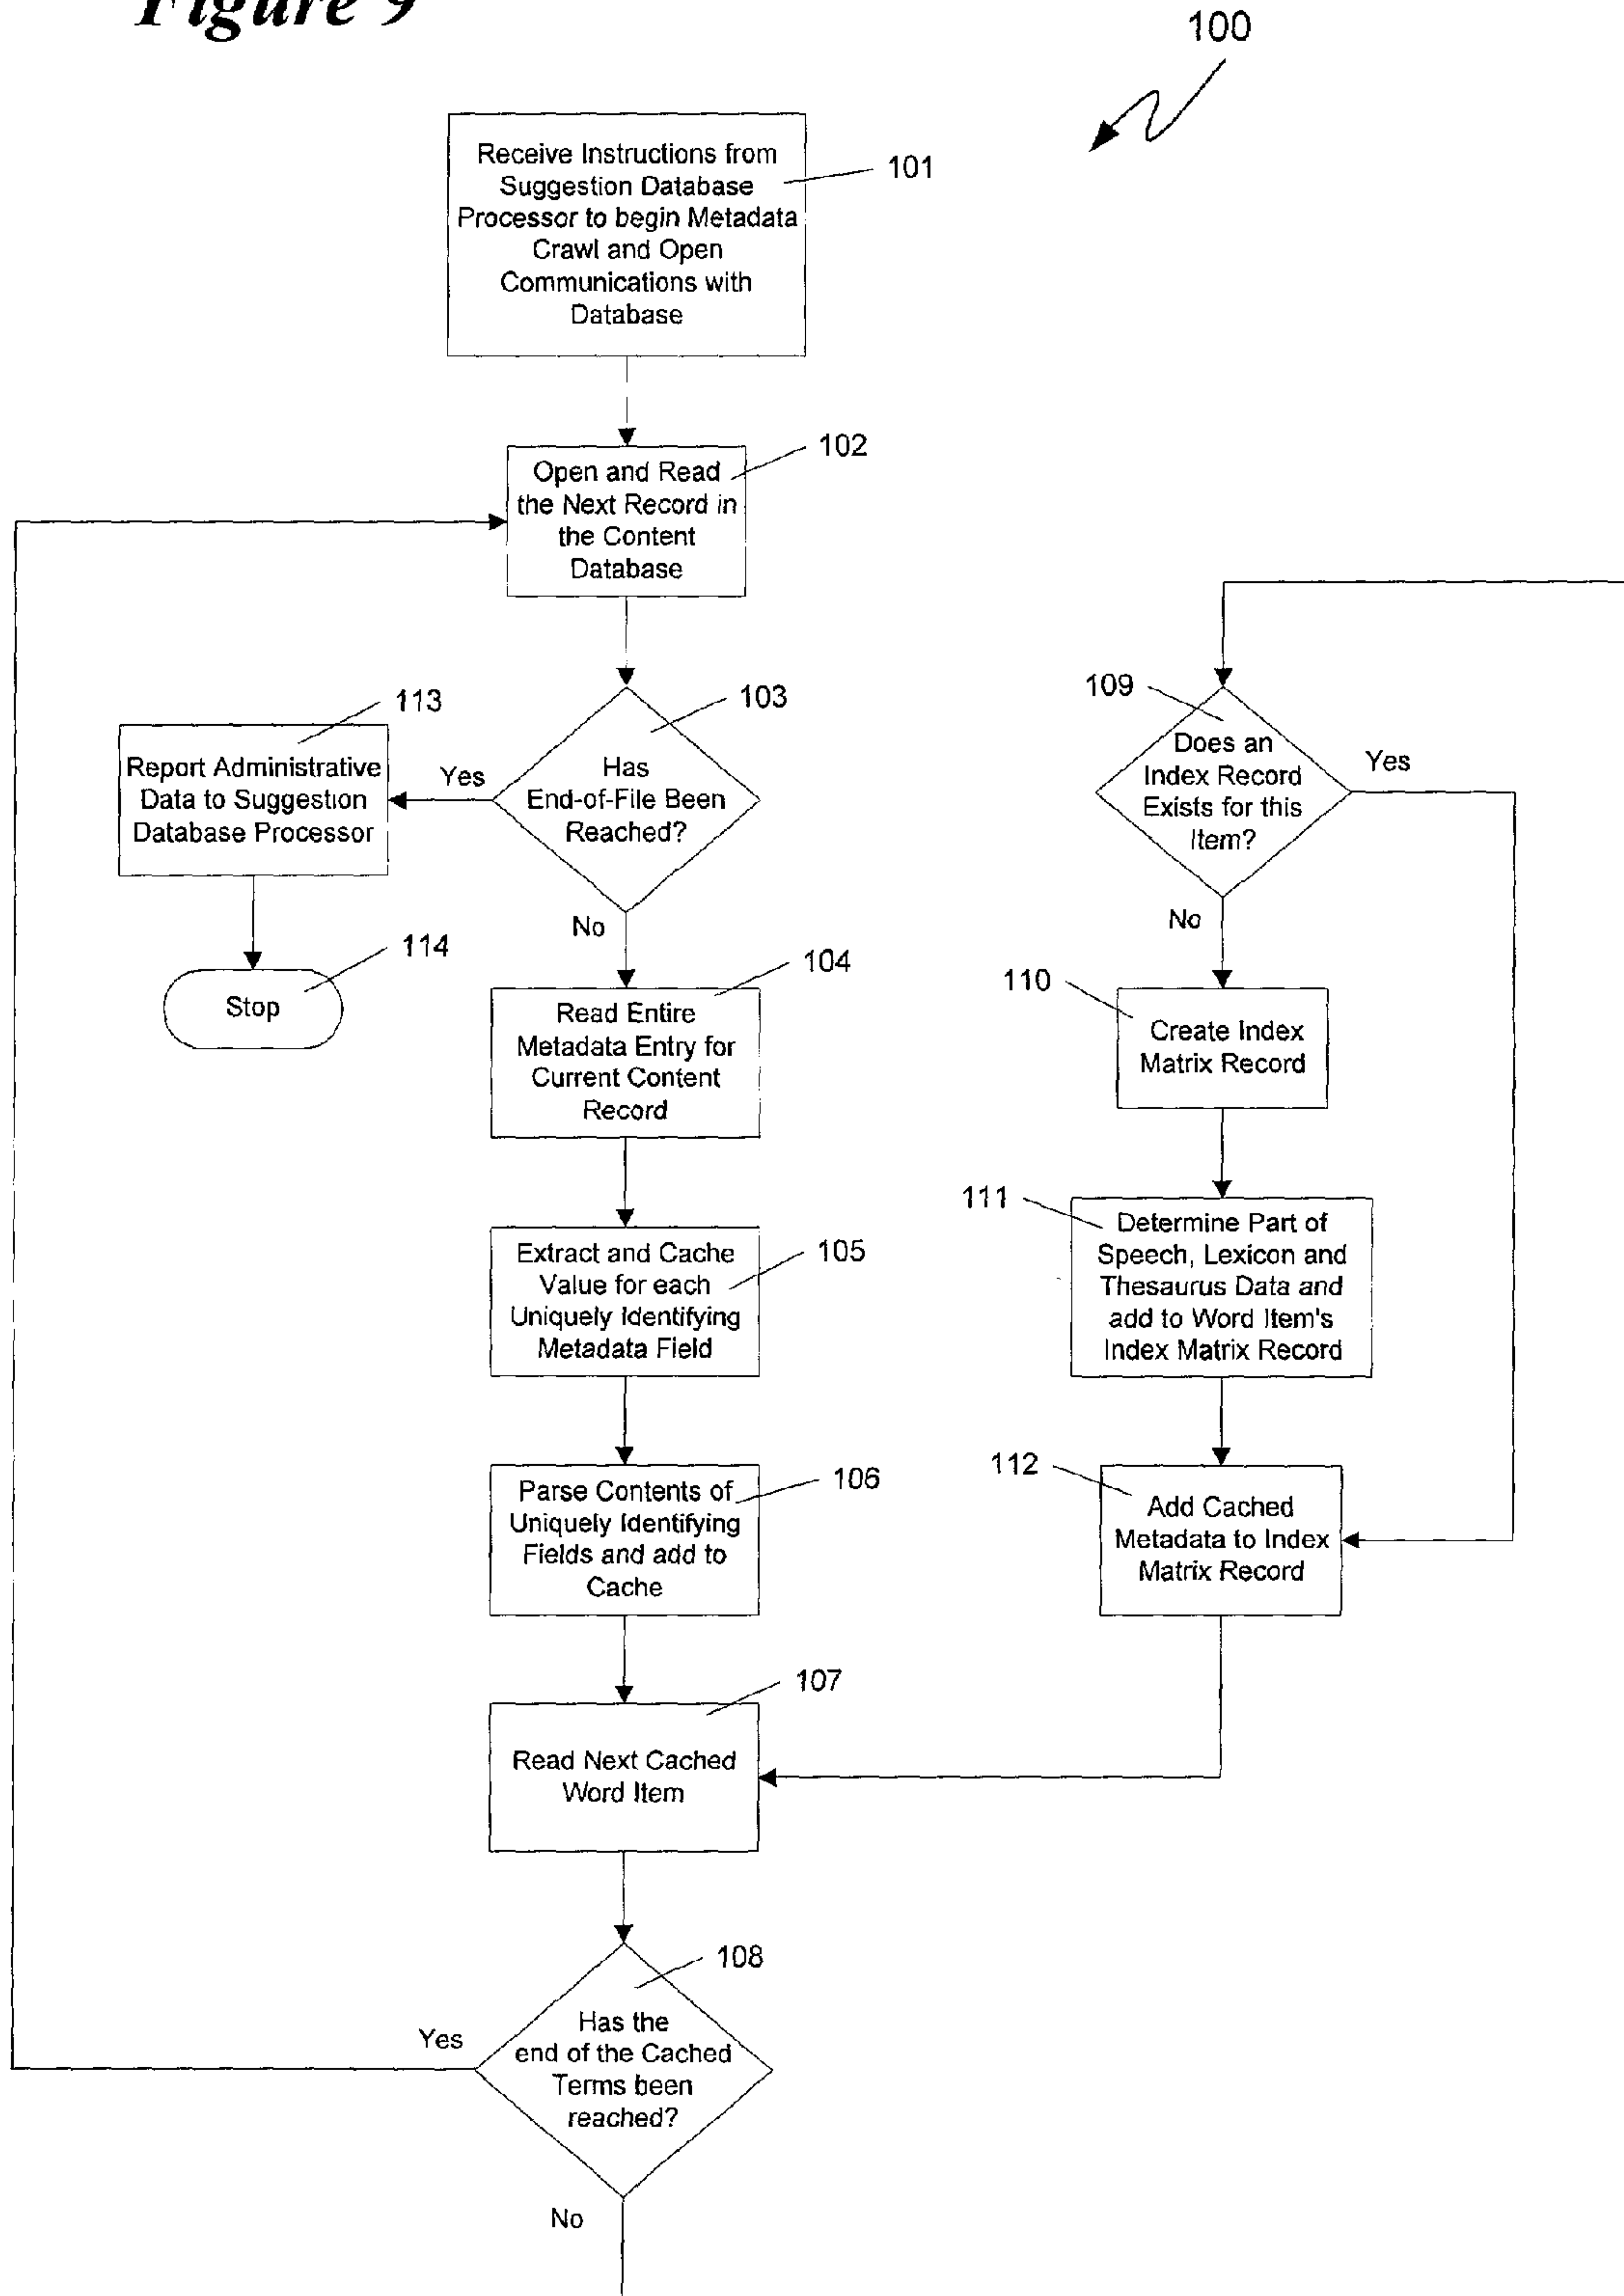 Figure 9
100
Receive Instructions from
Suggestion Database
Processor to begin Metadata
Crawl and Open
Communications with
Database
101
Open and Read
the Next Record in
the Content
Database
102
Has
End-of-File Been
Reached?
103
Yes
No
Report Administrative
Data to Suggestion
Database Processor
113
Stop
114
Read Entire
Metadata Entry for
Current Content
Record
104
Extract and Cache
Value for each
Uniquely Identifying
Metadata Field
105
Parse Contents of
Uniquely Identifying
Fields and add to
Cache
106
Read Next Cached
Word Item
107
Has the
end of the Cached
Terms been
reached?
108
Yes
No
109
Does an
Index Record
Exists for this
Item?
Yes
No
110
Create Index
Matrix Record
111
Determine Part of
Speech, Lexicon and
Thesaurus Data and
add to Word Item's
Index Matrix Record
112
Add Cached
Metadata to Index
Matrix Record